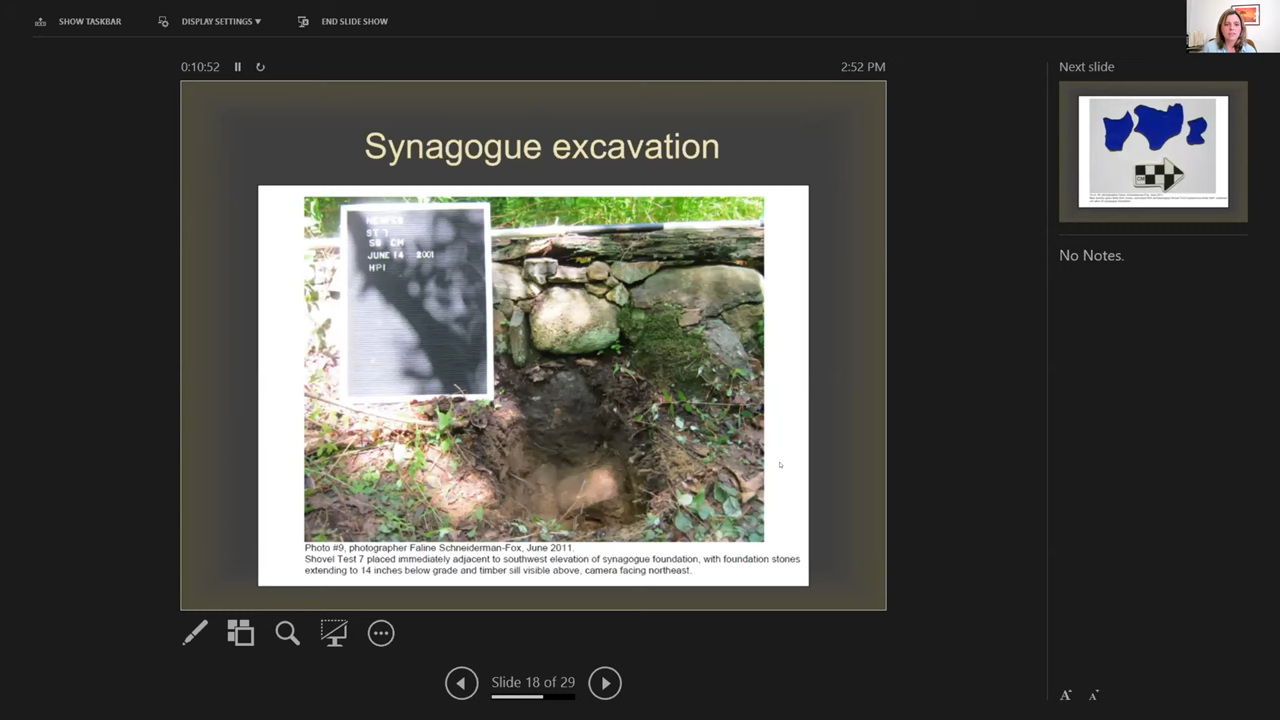 SHOW TASKBAR
DISPLAY SETTINGS ▼
END SLIDE SHOW
0:10:52
2:52 PM
Next slide
Synagogue excavation
ST 7
JUNE 14 2001
HPI
CM
Photo #9, photographer Faline Schneiderman-Fox, June 2011.
Shovel Test 7 placed immediately adjacent to southwest elevation of synagogue foundation, with foundation stones
extending to 14 inches below grade and timber sill visible above, camera facing northeast.
No Notes.
Slide 18 of 29
A
A